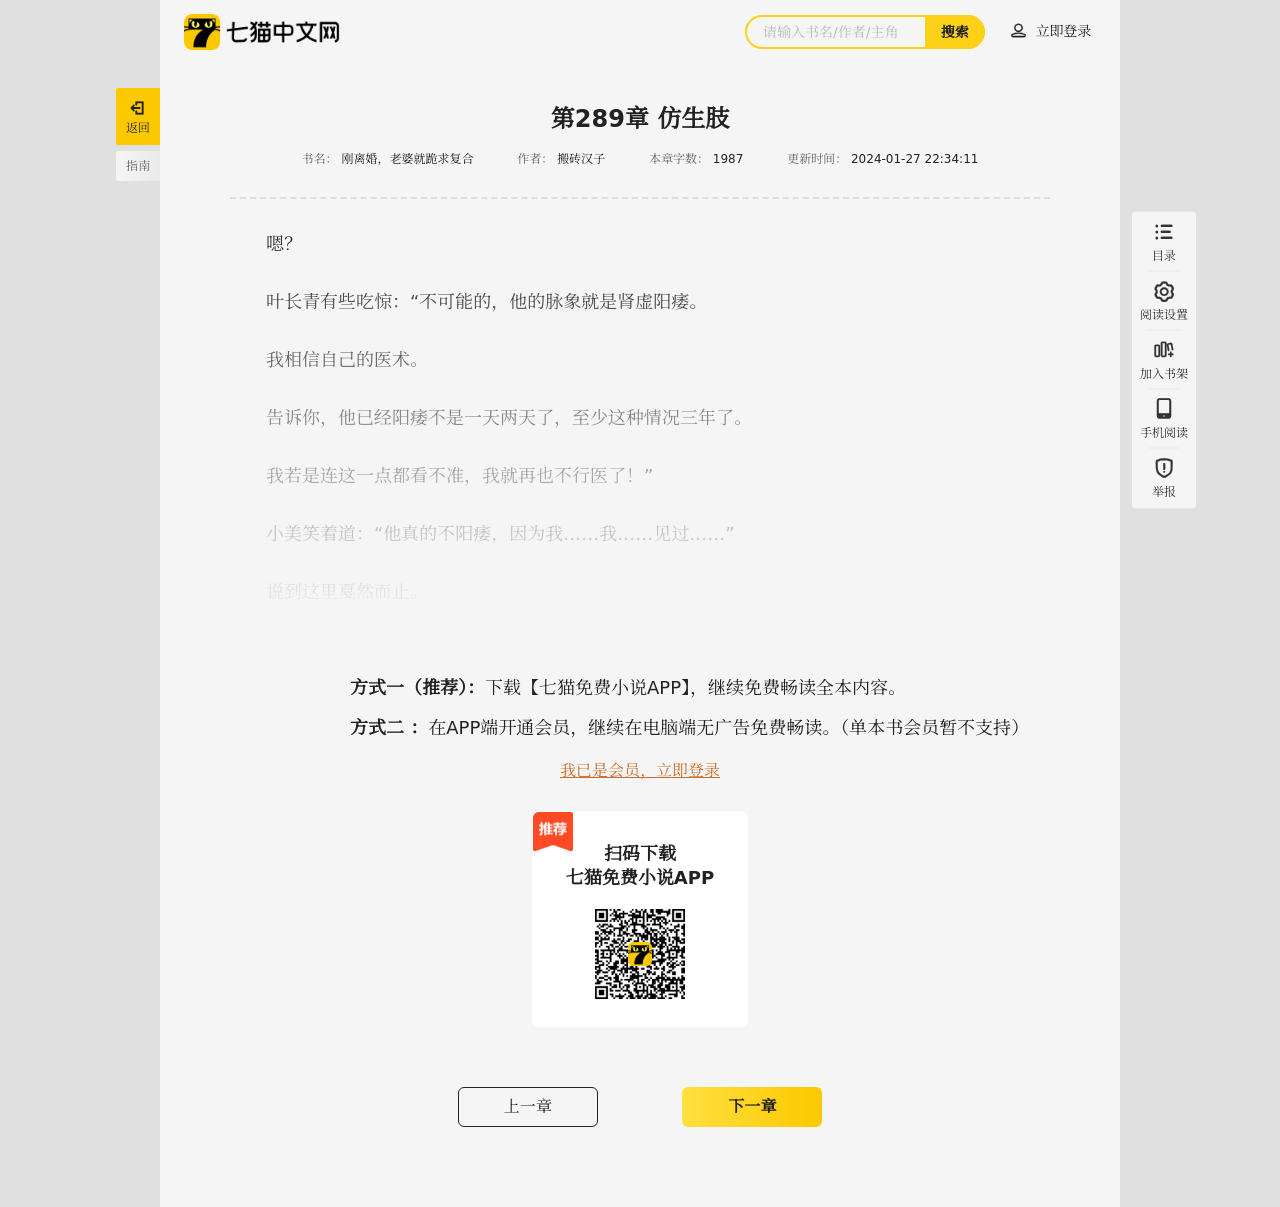 七猫中文网
请输入书名/作者/主角
搜索
立即登录
返回
指南
第289章 仿生肢
书名： 刚离婚，老婆就跪求复合 作者： 搬砖汉子 本章字数： 1987 更新时间： 2024-01-27 22:34:11
嗯？
叶长青有些吃惊：“不可能的，他的脉象就是肾虚阳痿。
我相信自己的医术。
告诉你，他已经阳痿不是一天两天了，至少这种情况三年了。
我若是连这一点都看不准，我就再也不行医了！”
小美笑着道：“他真的不阳痿，因为我……我……见过……”
说到这里戛然而止。
目录
阅读设置
加入书架
手机阅读
举报
方式一（推荐）：下载【七猫免费小说APP】，继续免费畅读全本内容。
方式二 ：在APP端开通会员，继续在电脑端无广告免费畅读。（单本书会员暂不支持）
我已是会员，立即登录
推荐
扫码下载
七猫免费小说APP
上一章
下一章